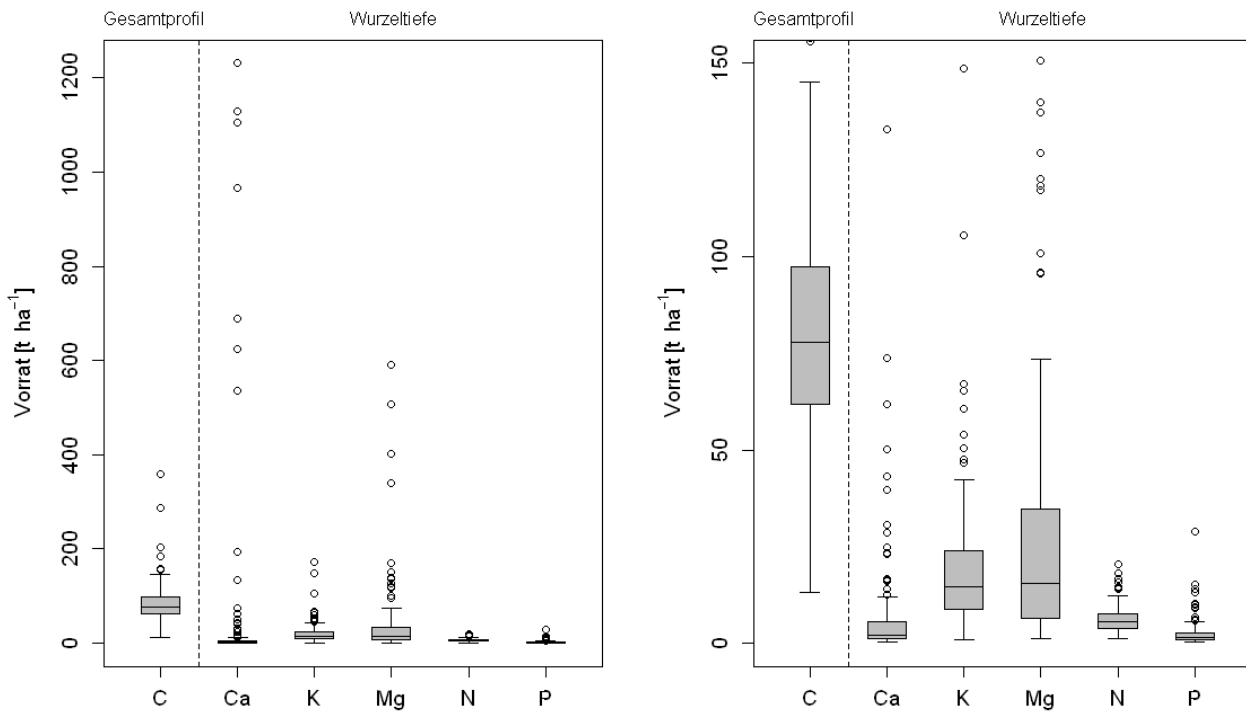 Gesamtprofil Wurzeltiefe
Vorrat [t ha⁻¹]
1200
1000
800
600
400
200
0
C Ca K Mg N P
Gesamtprofil Wurzeltiefe
Vorrat [t ha⁻¹]
150
100
50
0
C Ca K Mg N P